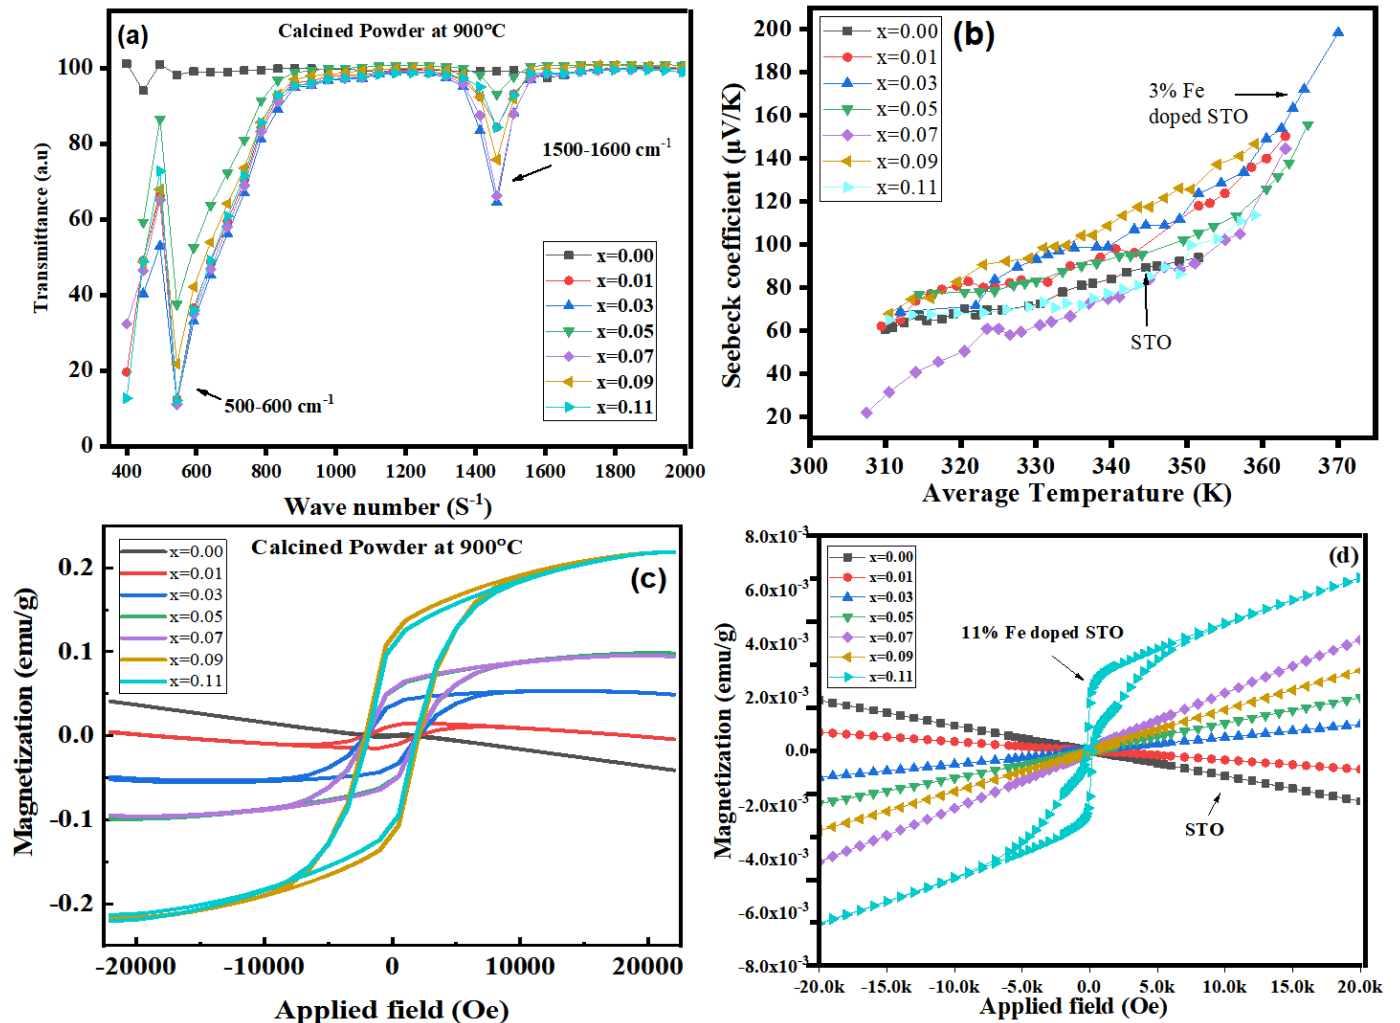 (a)
Calcined Powder at 900°C
100
80
60
40
20
0
Transmittance (a.u)
1500-1600 cm-1
500-600 cm-1
x=0.00
x=0.01
x=0.03
x=0.05
x=0.07
x=0.09
x=0.11
400 600 800 1000 1200 1400 1600 1800 2000
Wave number (S-1)
(b)
x=0.00
x=0.01
x=0.03
x=0.05
x=0.07
x=0.09
x=0.11
200
180
160
140
120
100
80
60
40
20
Seebeck coefficient (µV/K)
3% Fe
doped STO
STO
300 310 320 330 340 350 360 370
Average Temperature (K)
x=0.00
x=0.01
x=0.03
x=0.05
x=0.07
x=0.09
x=0.11
Calcined Powder at 900°C
(c)
0.2
0.1
0.0
-0.1
-0.2
Magnetization (emu/g)
-20000 -10000 0 10000 20000
Applied field (Oe)
8.0x10-3
6.0x10-3
4.0x10-3
2.0x10-3
0.0
-2.0x10-3
-4.0x10-3
-6.0x10-3
-8.0x10-3
Magnetization (emu/g)
x=0.00
x=0.01
x=0.03
x=0.05
x=0.07
x=0.09
x=0.11
(d)
11% Fe doped STO
STO
-20.0k -15.0k -10.0k -5.0k 0.0 5.0k 10.0k 15.0k 20.0k
Applied field (Oe)